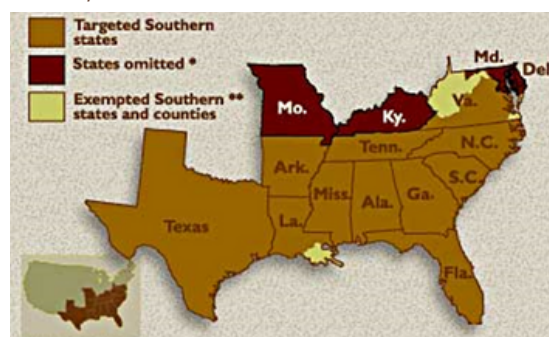 Targeted Southern
states
States omitted *
Exempted Southern **
states and counties
Md.
Del
Mo.
Ky.
Va.
Tenn.
N.C.
Ark.
S.C.
Miss.
Ala.
Ga.
Texas
La.
Fla.